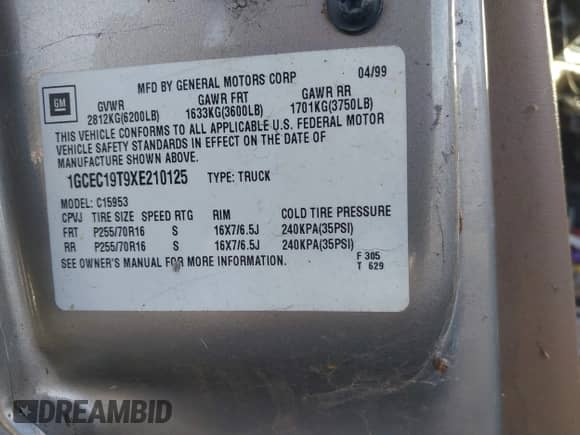 MFD BY GENERAL MOTORS CORP 04/99
GM
GVWR GAWR FRT GAWR RR
2812KG(6200LB) 1633KG(3600LB) 1701KG(3750LB)
THIS VEHICLE CONFORMS TO ALL APPLICABLE U.S. FEDERAL MOTOR
VEHICLE SAFETY STANDARDS IN EFFECT ON THE DATE OF
MANUFACTURE SHOWN ABOVE.
1GCEC19T9XE210125 TYPE: TRUCK
MODEL: C15953
CPVJ TIRE SIZE SPEED RTG RIM COLD TIRE PRESSURE
FRT P255/70R16 S 16X7/6.5J 240KPA(35PSI)
RR P255/70R16 S 16X7/6.5J 240KPA(35PSI)
SEE OWNER'S MANUAL FOR MORE INFORMATION.
F 305
T 629
DREAMBID